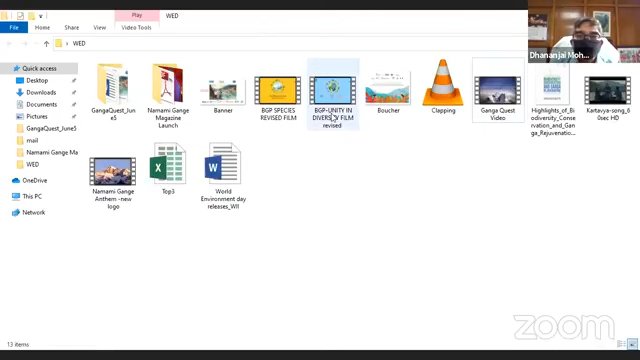 Play
WED
File
Home
Share
View
Video Tools
WED
Quick access
Desktop
Downloads
Documents
Pictures
GangaQuest_June5
mail
Namami Gange Ma
WED
OneDrive
This PC
Network
GangaQuest_Jun
e5
Namami Gange
Magazine
Launch
Banner
BGP SPECIES
REVISED FILM
BGP-UNITY IN
DIVERSITY FILM
revised
Boucher
Clapping
Ganga Quest
Video
Highlights_of_Bi
odiversity_Conse
rvation_and_Gan
ga_Rejuvenatio...
Kartavya-song_6
0sec HD
Namami Gange
Anthem -new
logo
Top3
World
Environment day
releases_WII
Dhananjai Moh...
13 items
zoom